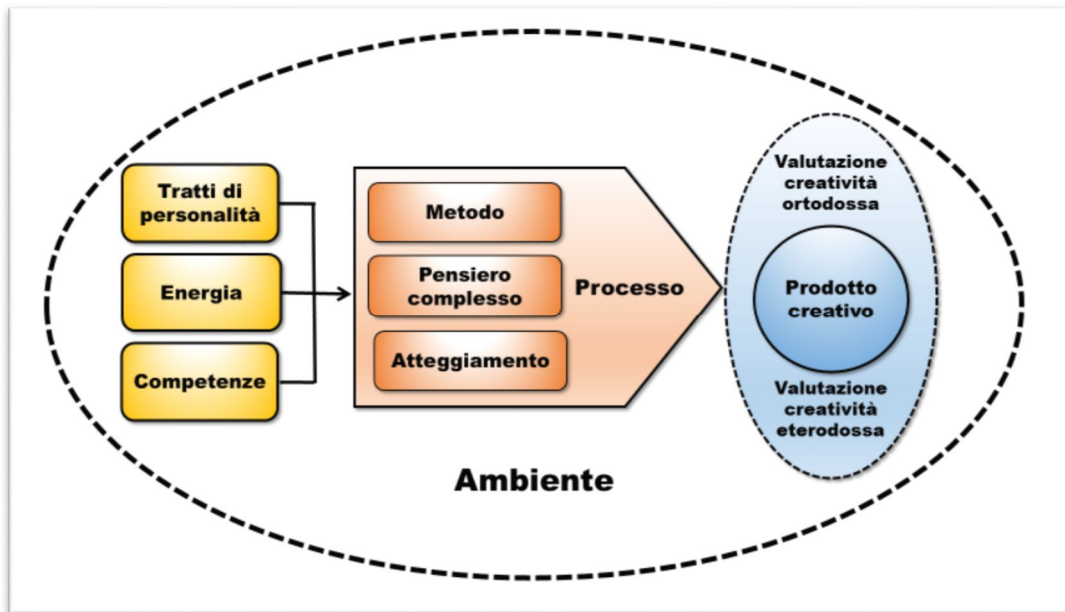 Tratti di
personalità
Energia
Competenze
Metodo
Pensiero
complesso
Atteggiamento
Processo
Valutazione
creatività
ortodossa
Prodotto
creativo
Valutazione
creatività
eterodossa
Ambiente